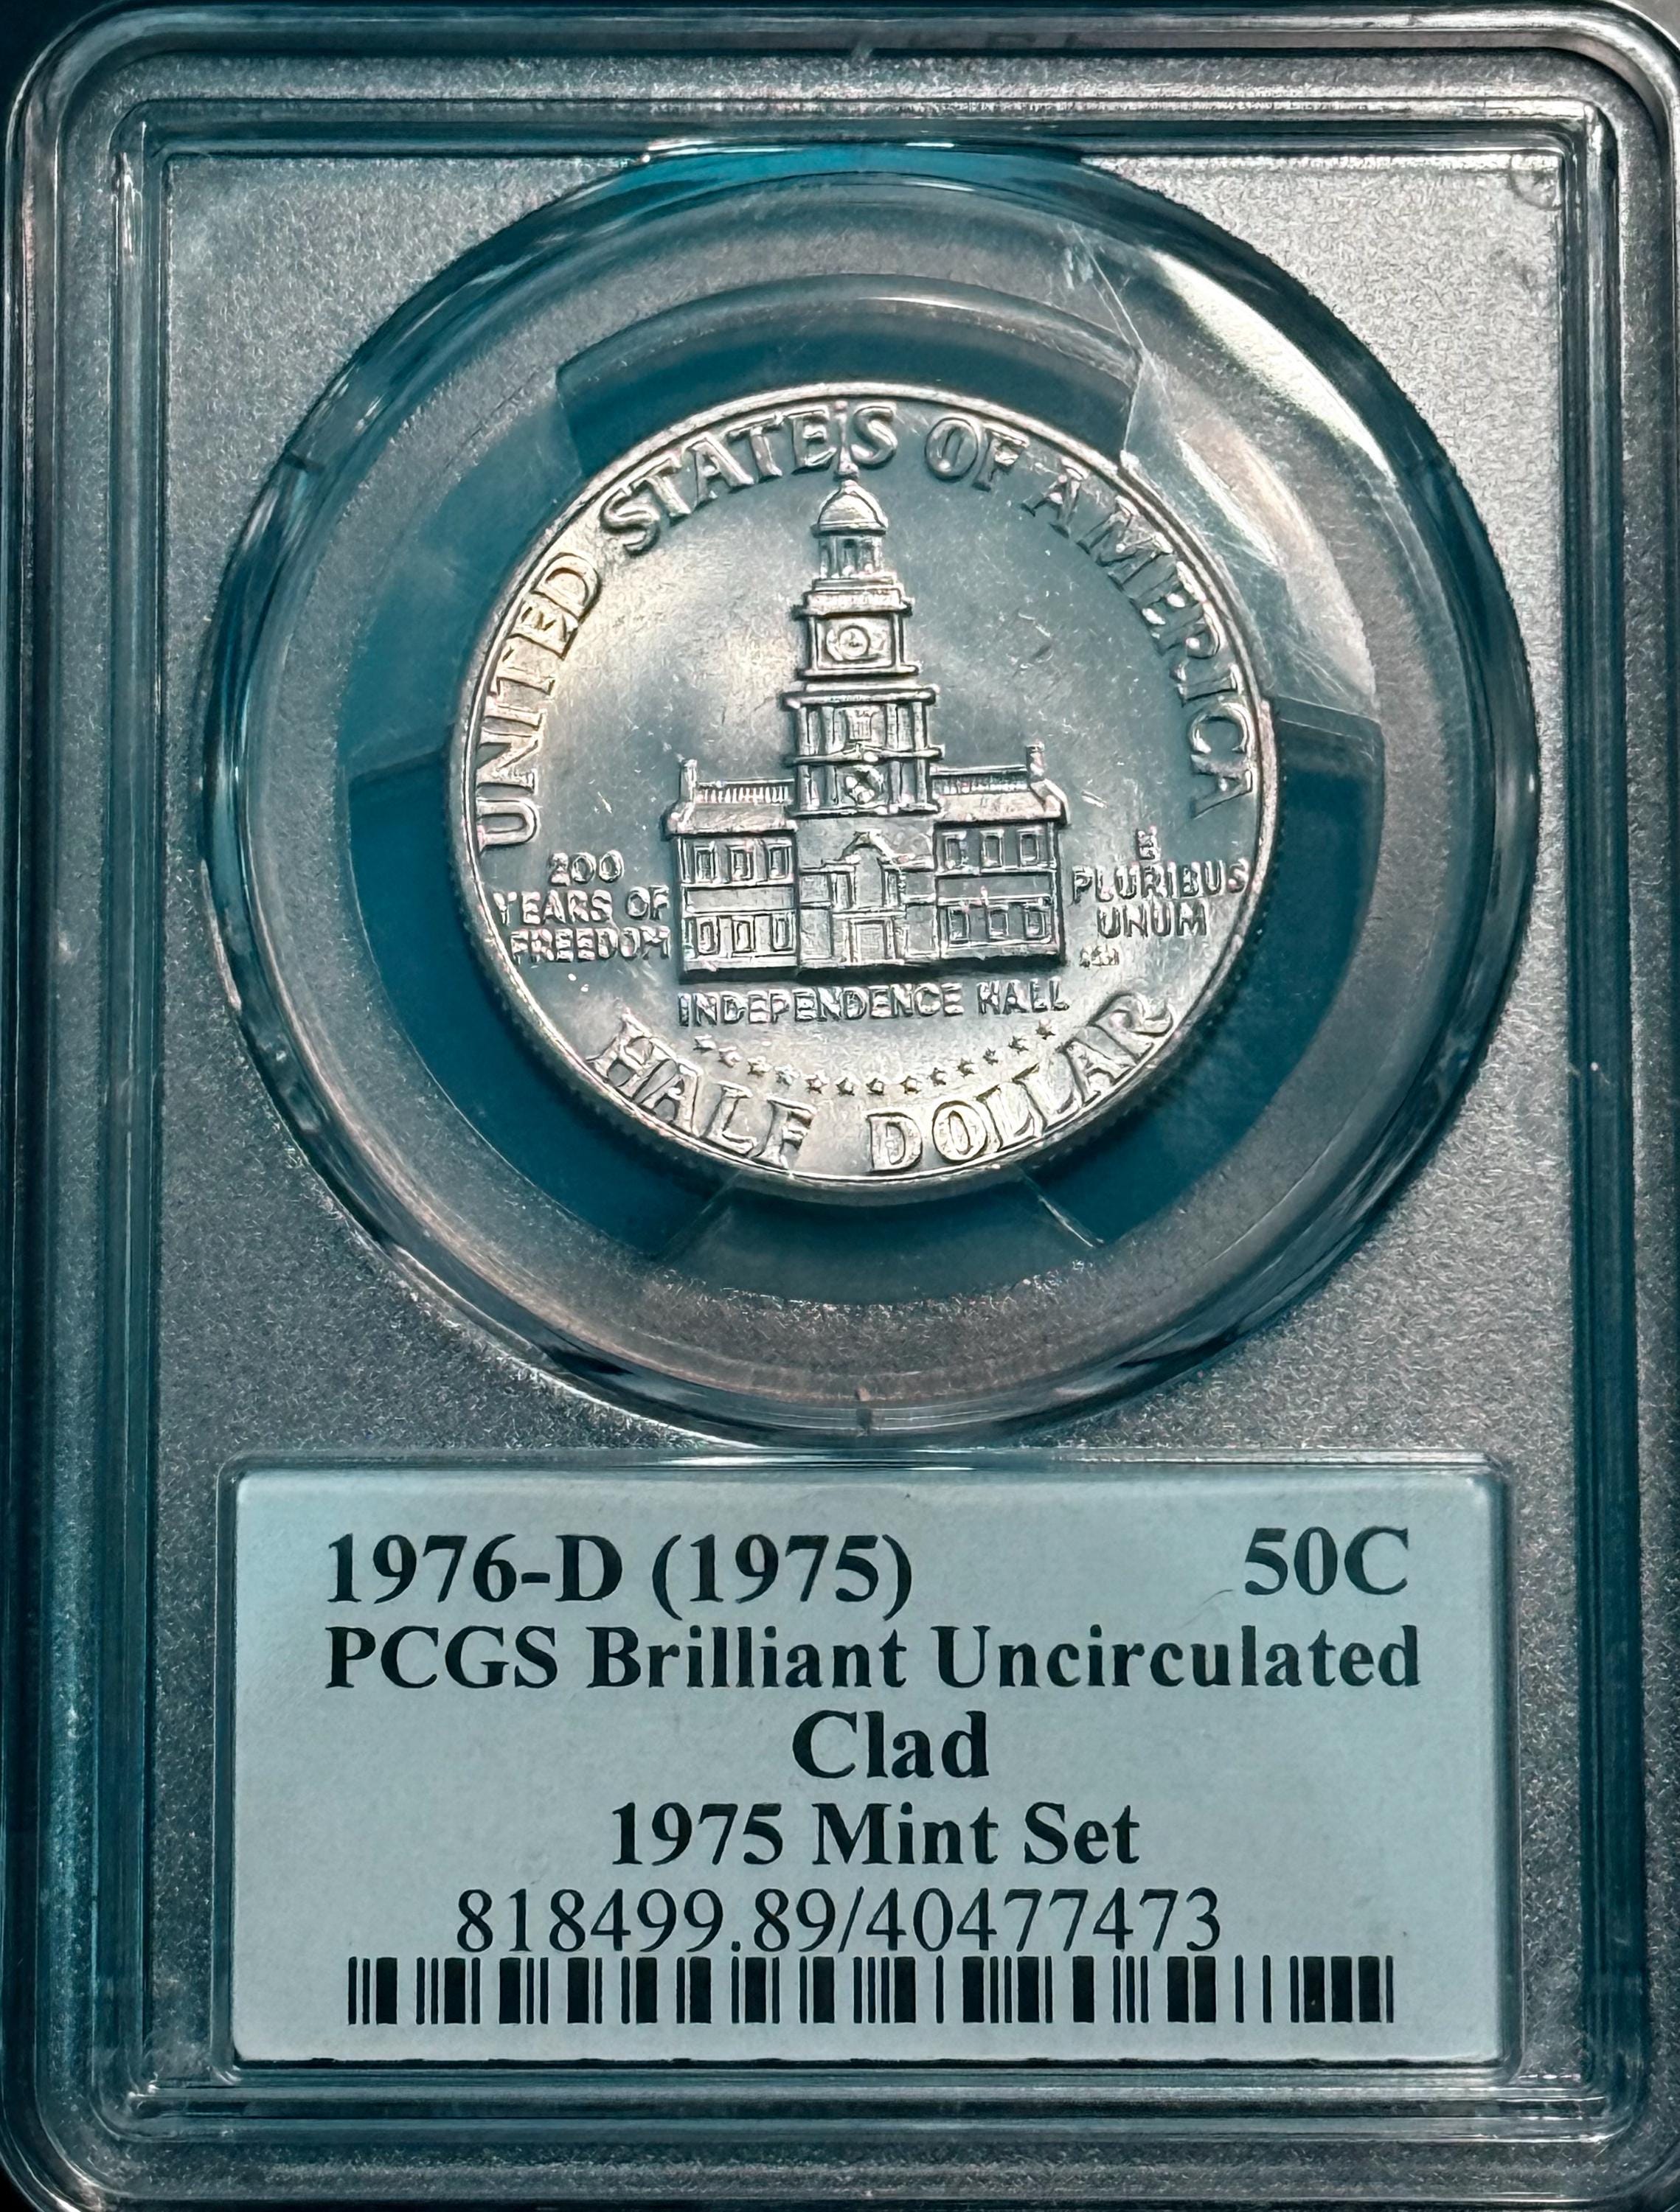 UNITED STATES OF AMERICA
200
YEARS OF
FREEDOM
E
PLURIBUS
UNUM
INDEPENDENCE HALL
HALF DOLLAR
1976-D (1975) 50C
PCGS Brilliant Uncirculated
Clad
1975 Mint Set
818499.89/40477473